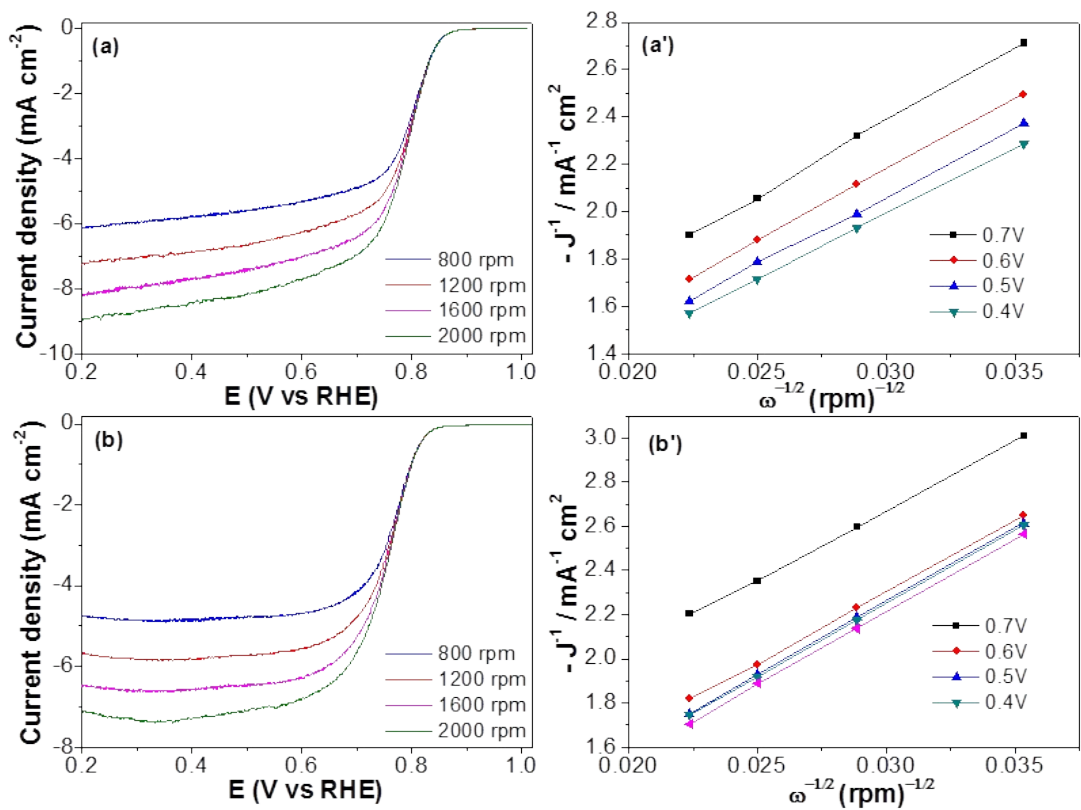 (a)
Current density (mA cm⁻²)
0
-2
-4
-6
-8
-10
0.2 0.4 0.6 0.8 1.0
E (V vs RHE)
800 rpm
1200 rpm
1600 rpm
2000 rpm
(a')
- J⁻¹ / mA⁻¹ cm²
2.8
2.6
2.4
2.2
2.0
1.8
1.6
1.4
0.020 0.025 0.030 0.035
ω⁻¹/² (rpm)⁻¹/²
0.7V
0.6V
0.5V
0.4V
(b)
Current density (mA cm⁻²)
0
-2
-4
-6
-8
0.2 0.4 0.6 0.8 1.0
E (V vs RHE)
800 rpm
1200 rpm
1600 rpm
2000 rpm
(b')
- J⁻¹ / mA⁻¹ cm²
3.0
2.8
2.6
2.4
2.2
2.0
1.8
1.6
0.020 0.025 0.030 0.035
ω⁻¹/² (rpm)⁻¹/²
0.7V
0.6V
0.5V
0.4V